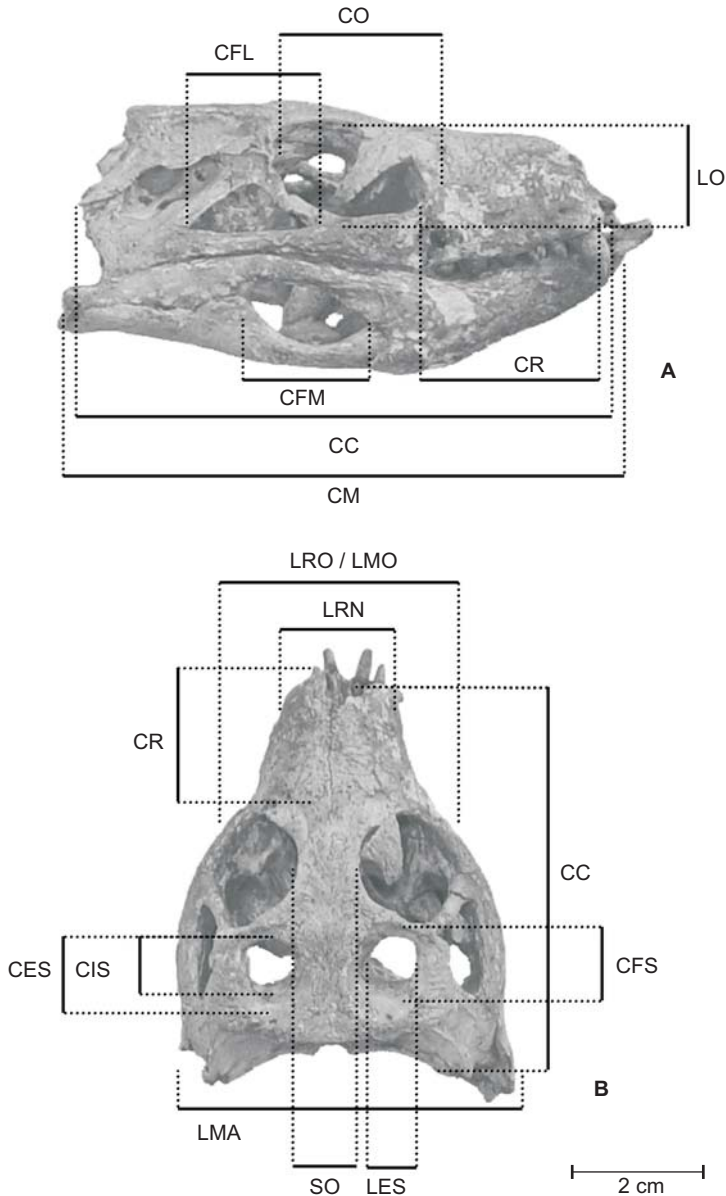 CO
CFL
LO
CR
A
CFM
CC
CM
LRO / LMO
LRN
CR
CC
CES CIS
CFS
B
LMA
SO LES
2 cm